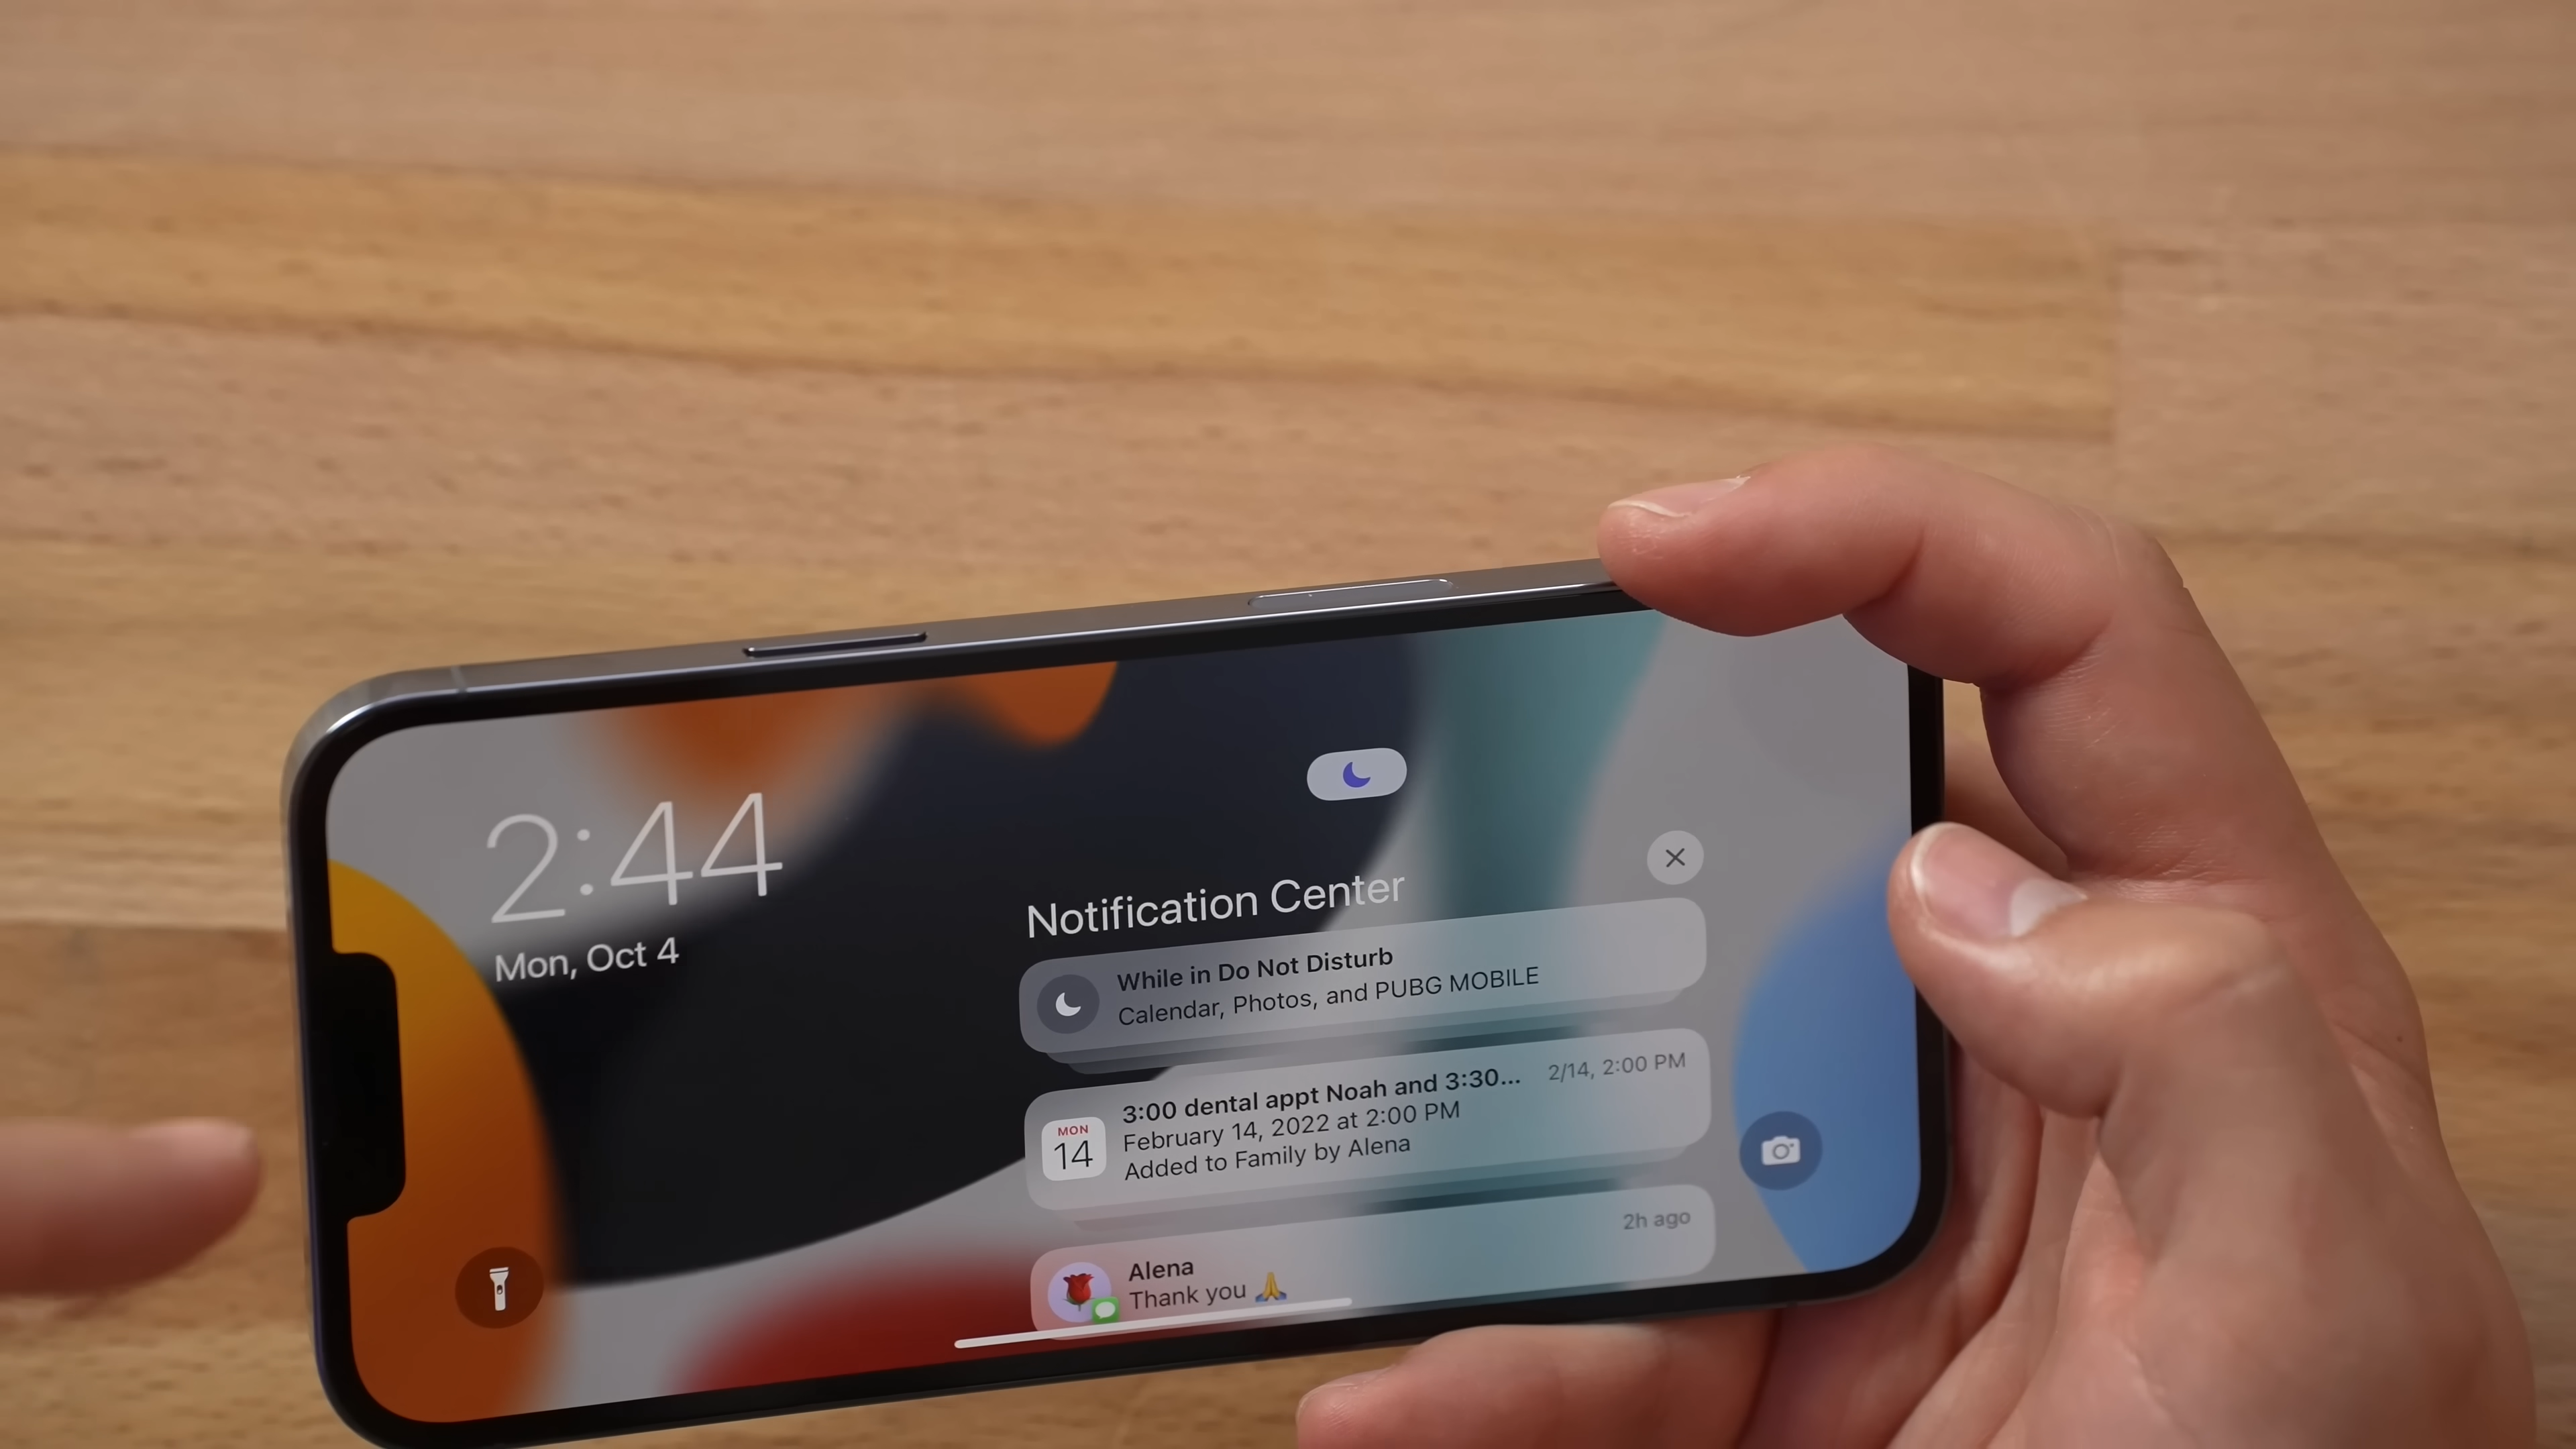 2:44
Mon, Oct 4
Notification Center
While in Do Not Disturb
Calendar, Photos, and PUBG MOBILE
3:00 dental appt Noah and 3:30...
2/14, 2:00 PM
MON
14
February 14, 2022 at 2:00 PM
Added to Family by Alena
2h ago
Alena
Thank you 🙏